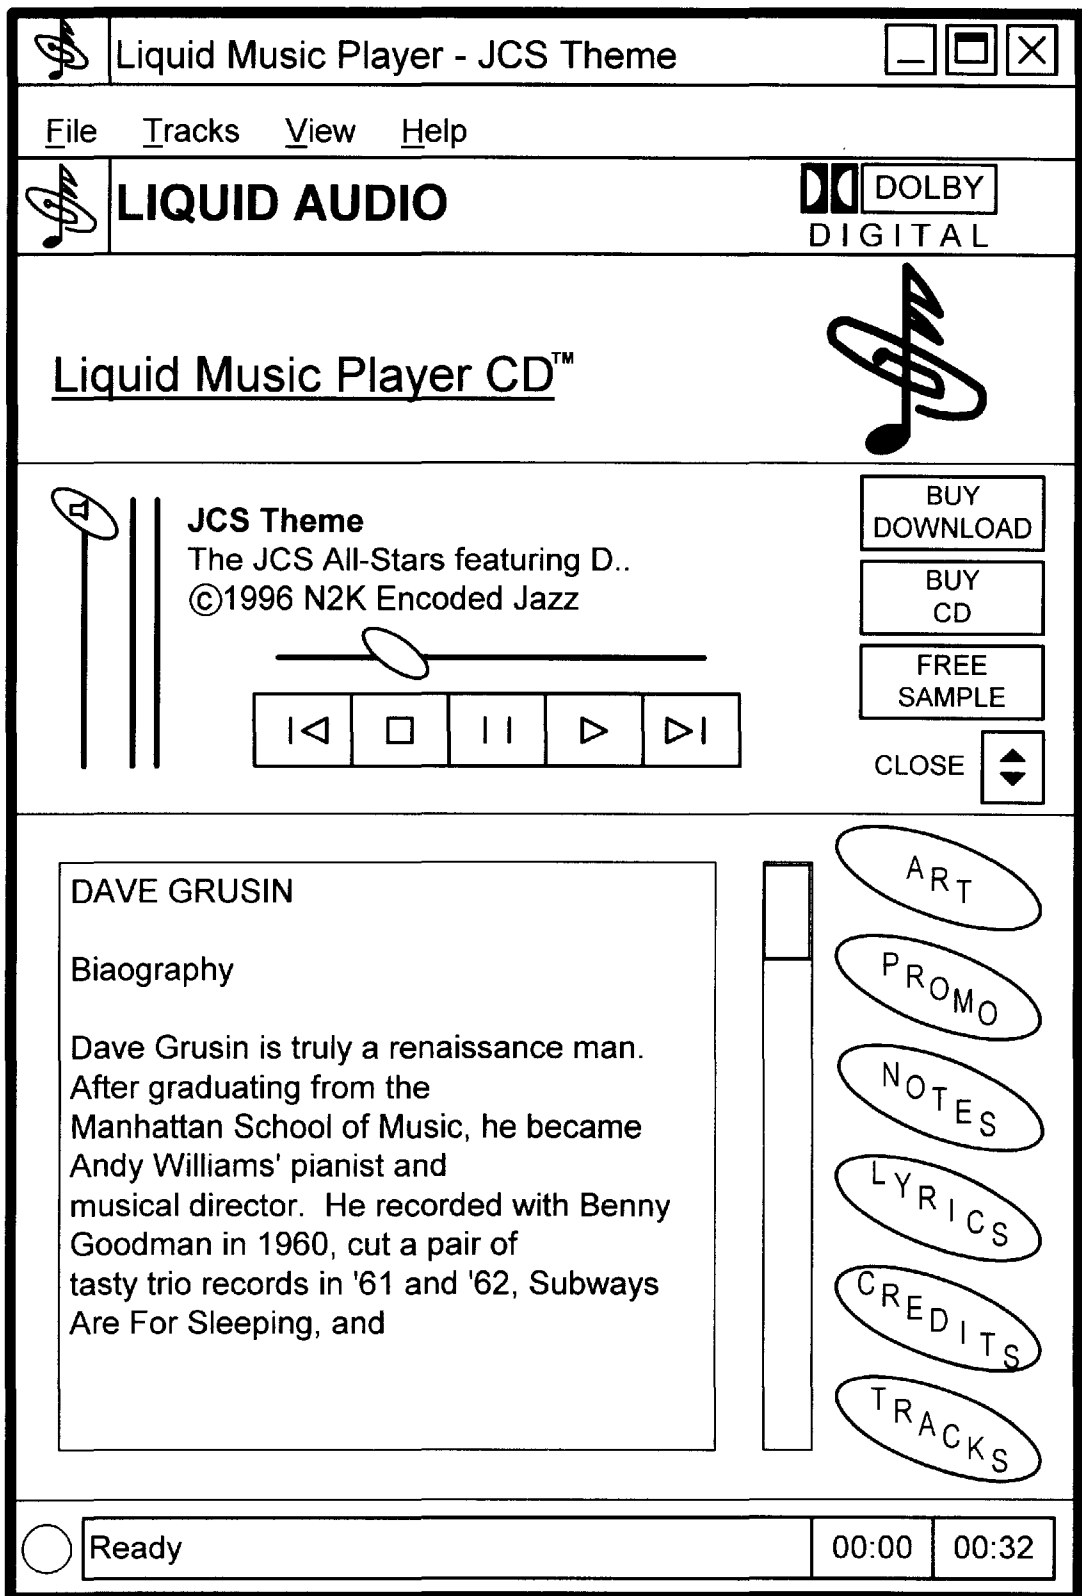 Liquid Music Player - JCS Theme
File Tracks View Help
LIQUID AUDIO
DOLBY
DIGITAL
Liquid Music Player CD™
JCS Theme
The JCS All-Stars featuring D..
©1996 N2K Encoded Jazz
BUY
DOWNLOAD
BUY
CD
FREE
SAMPLE
CLOSE
DAVE GRUSIN
Biaography
Dave Grusin is truly a renaissance man.
After graduating from the
Manhattan School of Music, he became
Andy Williams' pianist and
musical director.  He recorded with Benny
Goodman in 1960, cut a pair of
tasty trio records in '61 and '62, Subways
Are For Sleeping, and
ART
PROMO
NOTES
LYRICS
CREDITS
TRACKS
Ready 00:00 00:32